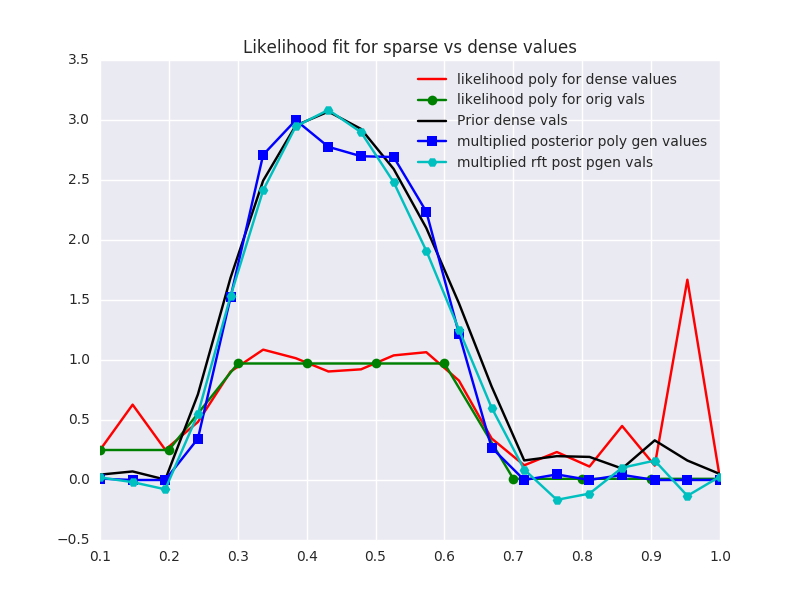 Likelihood fit for sparse vs dense values
likelihood poly for dense values
likelihood poly for orig vals
Prior dense vals
multiplied posterior poly gen values
multiplied rft post pgen vals
3.5
3.0
2.5
2.0
1.5
1.0
0.5
0.0
−0.5
0.1 0.2 0.3 0.4 0.5 0.6 0.7 0.8 0.9 1.0